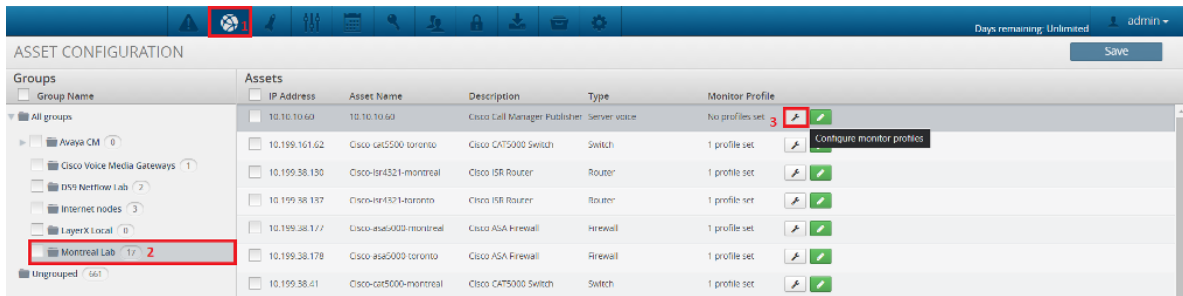 1
Days remaining: Unlimited
admin
ASSET CONFIGURATION
Save
Groups
Group Name
All groups
Avaya CM 0
Cisco Voice Media Gateways 1
DS9 Netflow Lab 2
Internet nodes 3
LayerX Local 0
Montreal Lab 17 2
Ungrouped 661
Assets
IP Address Asset Name Description Type Monitor Profile
10.10.10.60 10.10.10.60 Cisco Call Manager Publisher Server voice No profiles set 3
Configure monitor profiles
10.199.161.62 Cisco cat5500 toronto Cisco CAT5000 Switch Switch 1 profile set
10.199.38.130 Cisco-isr4321-montreal Cisco ISR Router Router 1 profile set
10.199.38.137 Cisco-isr4321-toronto Cisco ISR Router Router 1 profile set
10.199.38.177 Cisco-asa5000-montreal Cisco ASA Firewall Firewall 1 profile set
10.199.38.178 Cisco-asa5000-toronto Cisco ASA Firewall Firewall 1 profile set
10.199.38.41 Cisco-cat5000-montreal Cisco CAT5000 Switch Switch 1 profile set